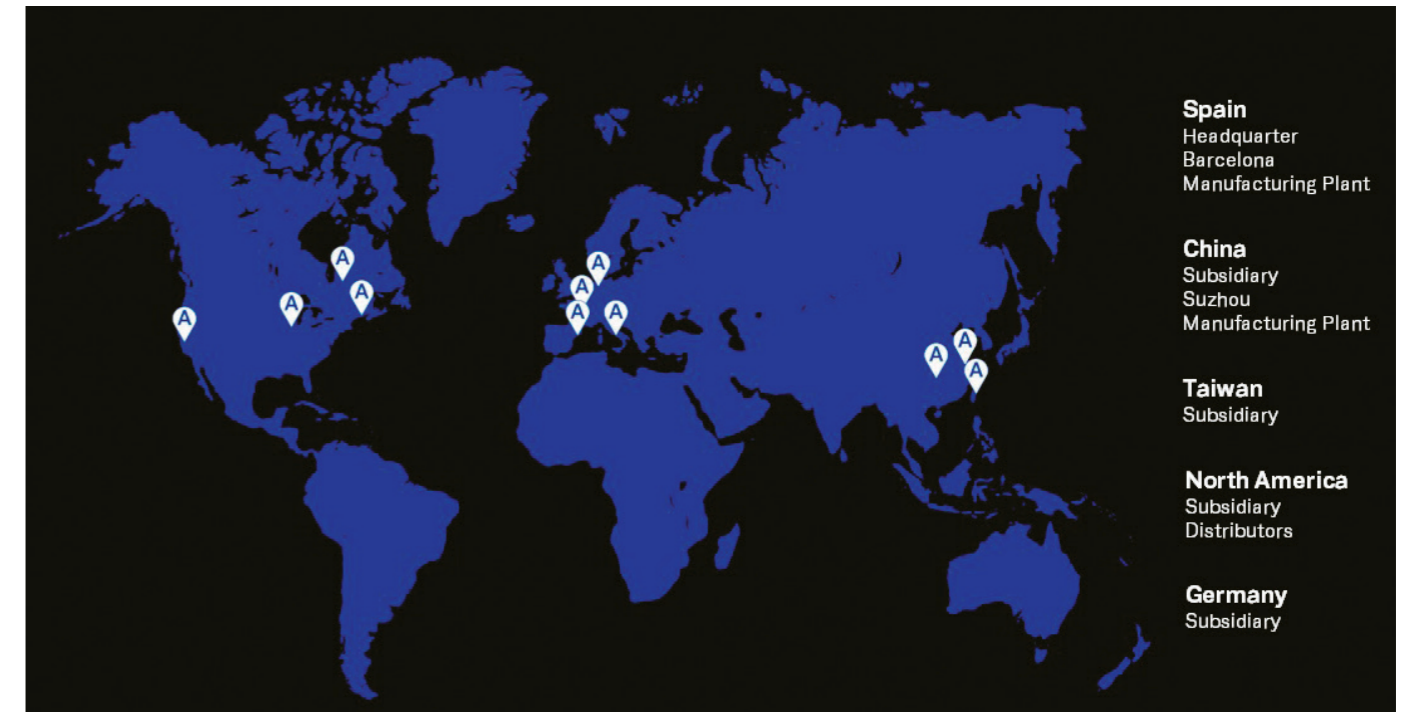 A
A
A
A
A
A
A
A
A
A
A
Spain
Headquarter
Barcelona
Manufacturing Plant
China
Subsidiary
Suzhou
Manufacturing Plant
Taiwan
Subsidiary
North America
Subsidiary
Distributors
Germany
Subsidiary